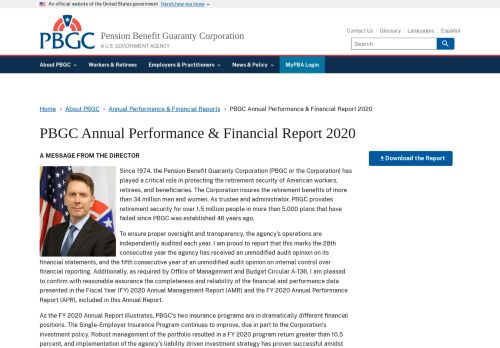 An official website of the United States government Here's how you know
PBGC
Pension Benefit Guaranty Corporation
A U.S. GOVERNMENT AGENCY
Contact Us Glossary Languages Español
Search
About PBGC Workers & Retirees Employers & Practitioners News & Policy MyPBA Login
Home › About PBGC › Annual Performance & Financial Reports › PBGC Annual Performance & Financial Report 2020
PBGC Annual Performance & Financial Report 2020
A MESSAGE FROM THE DIRECTOR
Download the Report
Since 1974, the Pension Benefit Guaranty Corporation (PBGC or the Corporation) has
played a critical role in protecting the retirement security of American workers,
retirees, and beneficiaries. The Corporation insures the retirement benefits of more
than 34 million men and women. As trustee and administrator, PBGC provides
retirement security for over 1.5 million people in more than 5,000 plans that have
failed since PBGC was established 46 years ago.
To ensure proper oversight and transparency, the agency's operations are
independently audited each year. I am proud to report that this marks the 28th
consecutive year the agency has received an unmodified audit opinion on its
financial statements, and the fifth consecutive year of an unmodified audit opinion on internal control over
financial reporting. Additionally, as required by Office of Management and Budget Circular A-136, I am pleased
to confirm with reasonable assurance the completeness and reliability of the financial and performance data
presented in the Fiscal Year (FY) 2020 Annual Management Report (AMR) and the FY 2020 Annual Performance
Report (APR), included in this Annual Report.
As the FY 2020 Annual Report illustrates, PBGC's two insurance programs are in dramatically different financial
positions. The Single-Employer Insurance Program continues to improve, due in part to the Corporation's
investment policy. Robust management of the portfolio resulted in a FY 2020 program return greater than 10.5
percent, and implementation of the agency's liability driven investment strategy has proven successful amidst